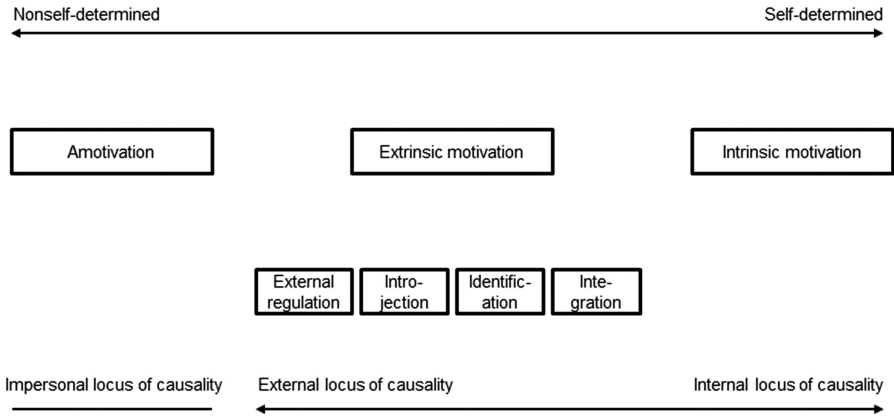 Nonself-determined
Self-determined
Amotivation
Extrinsic motivation
Intrinsic motivation
External
regulation
Intro-
jection
Identific-
ation
Inte-
gration
Impersonal locus of causality
External locus of causality
Internal locus of causality